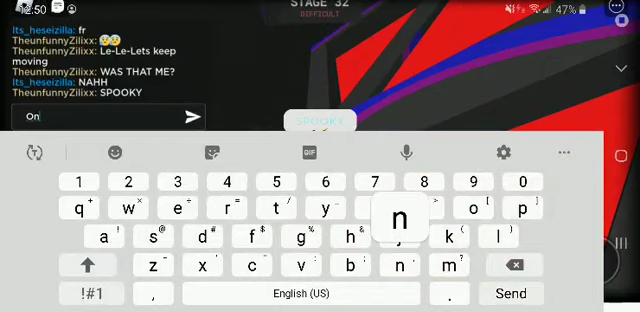 12:50
47%
STAGE 32
DIFFICULT
Its_heseizilla: fr
TheunfunnyZilixx: 😨😰
TheunfunnyZilixx: Le-Le-Lets keep
moving
TheunfunnyZilixx: WAS THAT ME?
Its_heseizilla: NAHH
TheunfunnyZilixx: SPOOKY
On
SPOOKY
GIF
1 2 3 4 5 6 7 8 9 0
q + w × e ÷ r = t / y _ > o [ p ]
n
a ! s @ d # f $ g % h & j k ( l )
z - x ' c " v : b ; n , m ?
!#1 , English (US) . Send